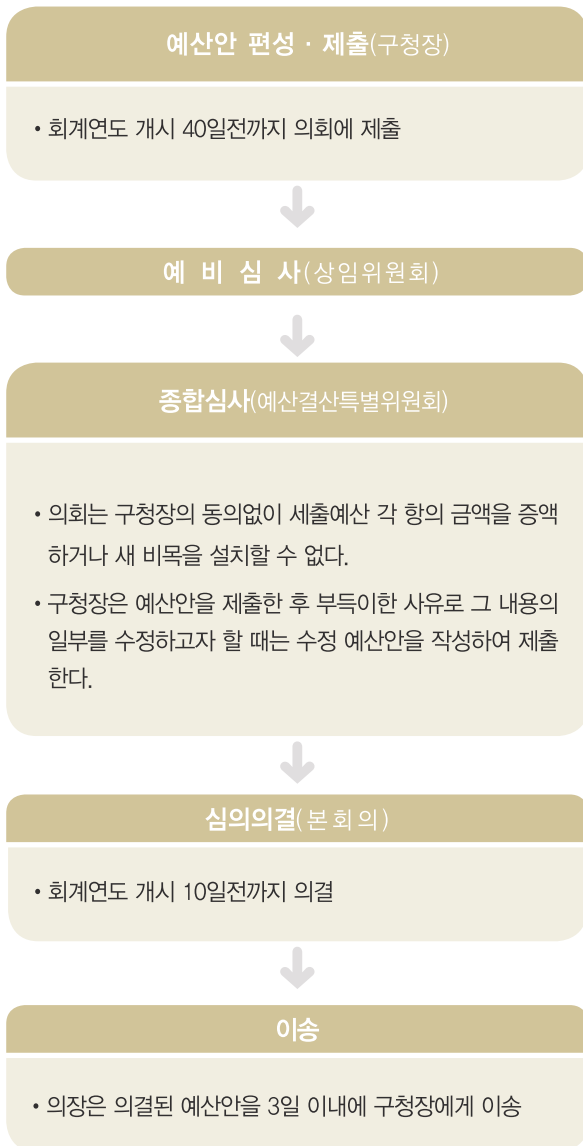 예산안 편성 · 제출(구청장)
• 회계연도 개시 40일전까지 의회에 제출
예 비 심 사(상임위원회)
종합심사(예산결산특별위원회)
• 의회는 구청장의 동의없이 세출예산 각 항의 금액을 증액
하거나 새 비목을 설치할 수 없다.
• 구청장은 예산안을 제출한 후 부득이한 사유로 그 내용의
일부를 수정하고자 할 때는 수정 예산안을 작성하여 제출
한다.
심의의결(본회의)
• 회계연도 개시 10일전까지 의결
이송
• 의장은 의결된 예산안을 3일 이내에 구청장에게 이송